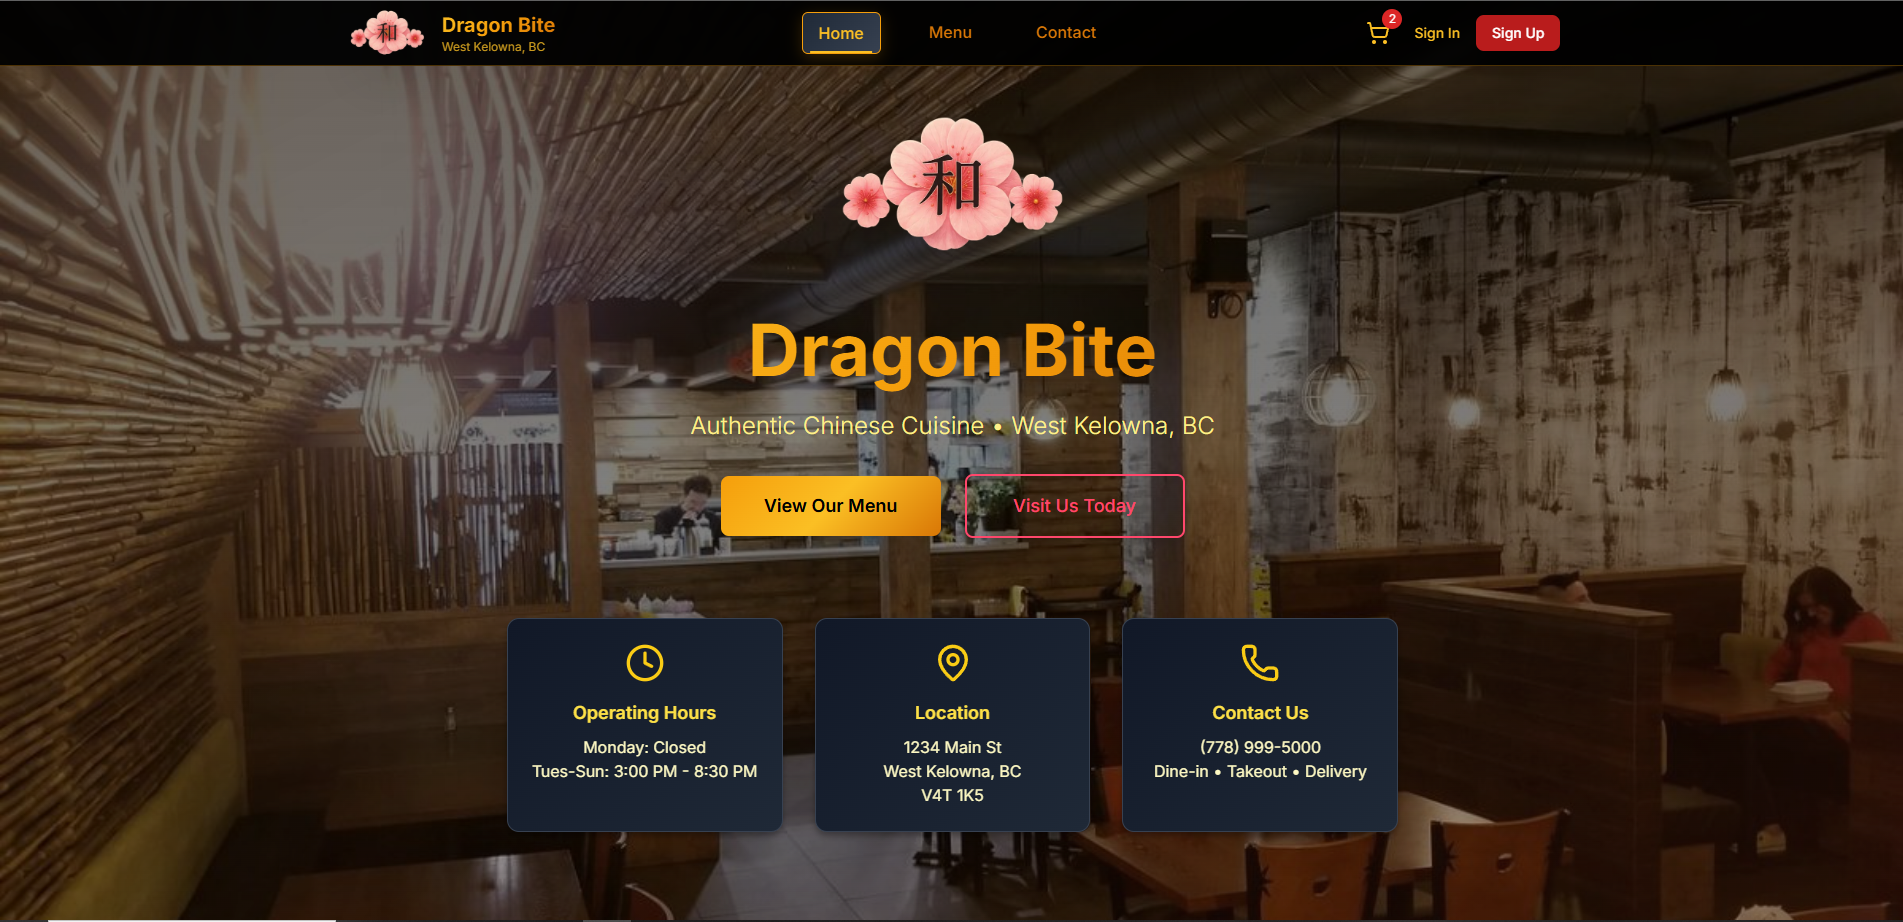 和
Dragon Bite
West Kelowna, BC
Home
Menu
Contact
2
Sign In
Sign Up
和
Dragon Bite
Authentic Chinese Cuisine • West Kelowna, BC
View Our Menu
Visit Us Today
Operating Hours
Monday: Closed
Tues-Sun: 3:00 PM - 8:30 PM
Location
1234 Main St
West Kelowna, BC
V4T 1K5
Contact Us
(778) 999-5000
Dine-in • Takeout • Delivery